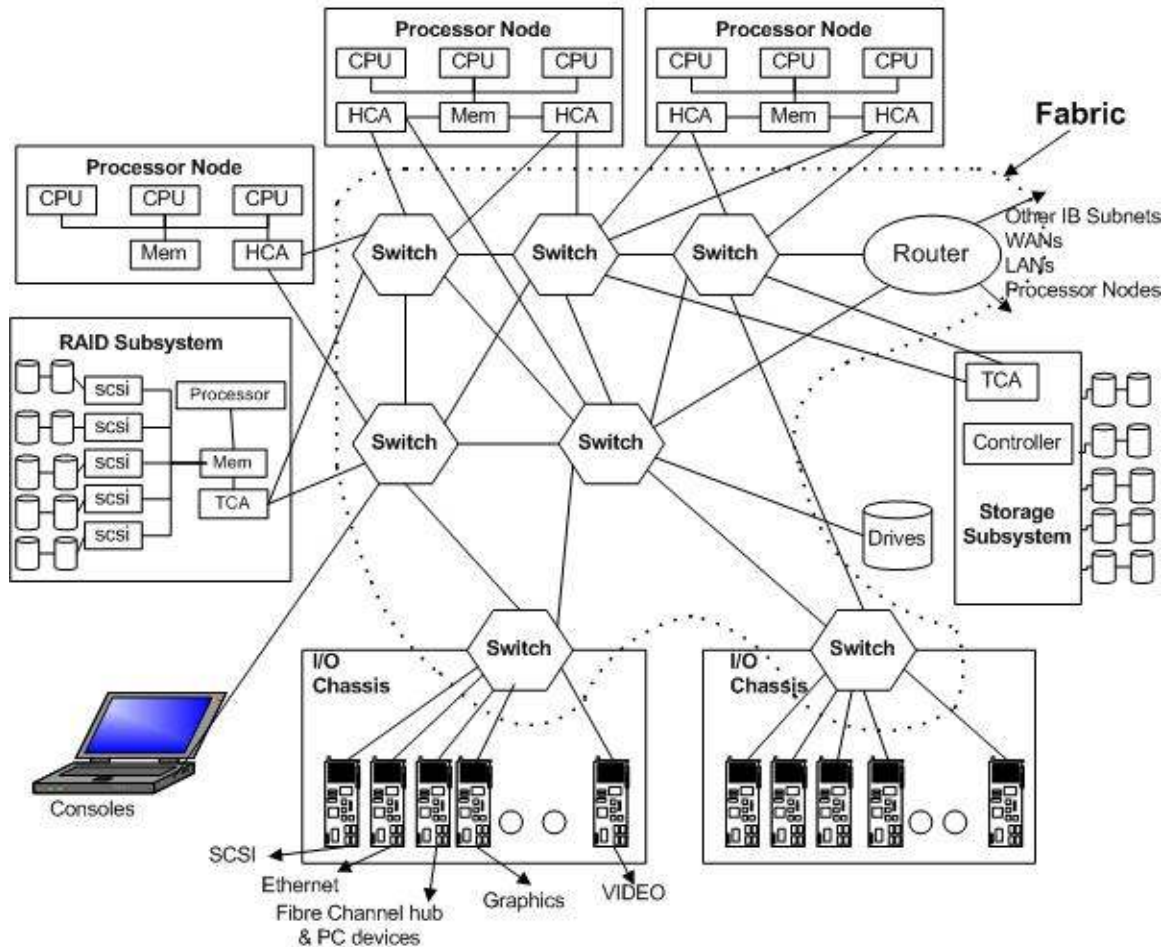 Processor Node
CPU CPU CPU
HCA Mem HCA
Processor Node
CPU CPU CPU
HCA Mem HCA
Fabric
Processor Node
CPU CPU CPU
Mem HCA
Switch
Switch
Switch
Router
Other IB Subnets
WANs
LANs
Processor Nodes
RAID Subsystem
scsi
scsi
scsi
scsi
scsi
Processor
Mem
TCA
Switch
Switch
TCA
Controller
Storage
Subsystem
Drives
Switch
I/O
Chassis
Switch
I/O
Chassis
Consoles
SCSI
Ethernet
Fibre Channel hub
& PC devices
Graphics
VIDEO